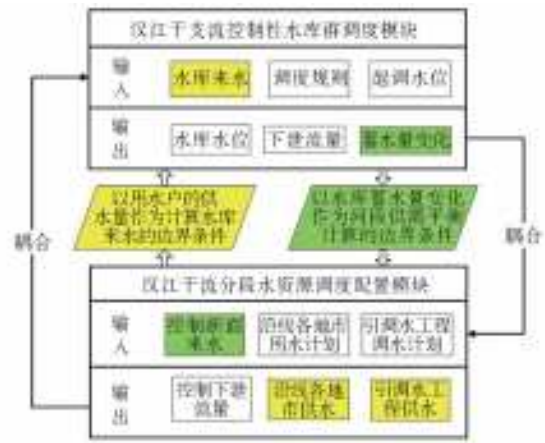 汉江干支流控制性水库群调度模块
输入
水库来水
调度规则
起调水位
输出
水库水位
下泄流量
蓄水量变化
以用水户的供
水量作为计算水库
来水的边界条件
以水库蓄水量变化
作为河段供需平衡
计算的边界条件
耦合
耦合
汉江干流分段水资源调度配置模块
输入
控制断面
来水
沿线各地市
用水计划
引调水工程
调水计划
输出
控制下泄
流量
沿线各地
市供水
引调水工
程供水